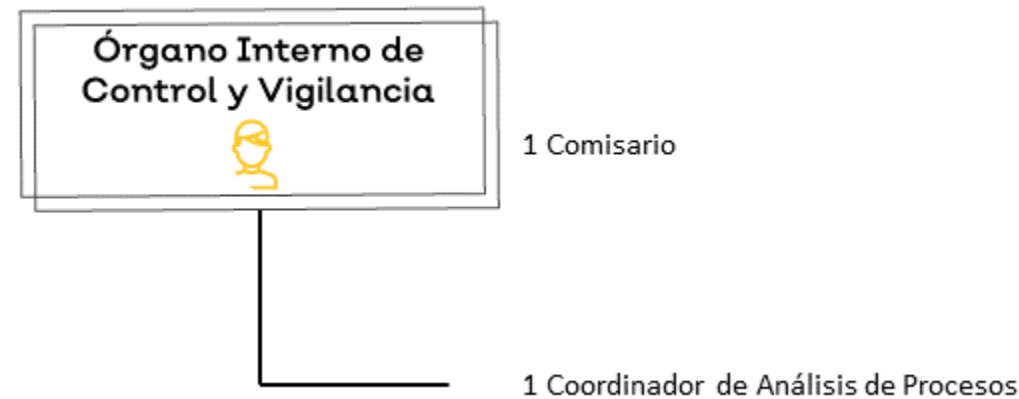 Órgano Interno de
Control y Vigilancia
1 Comisario
1 Coordinador de Análisis de Procesos